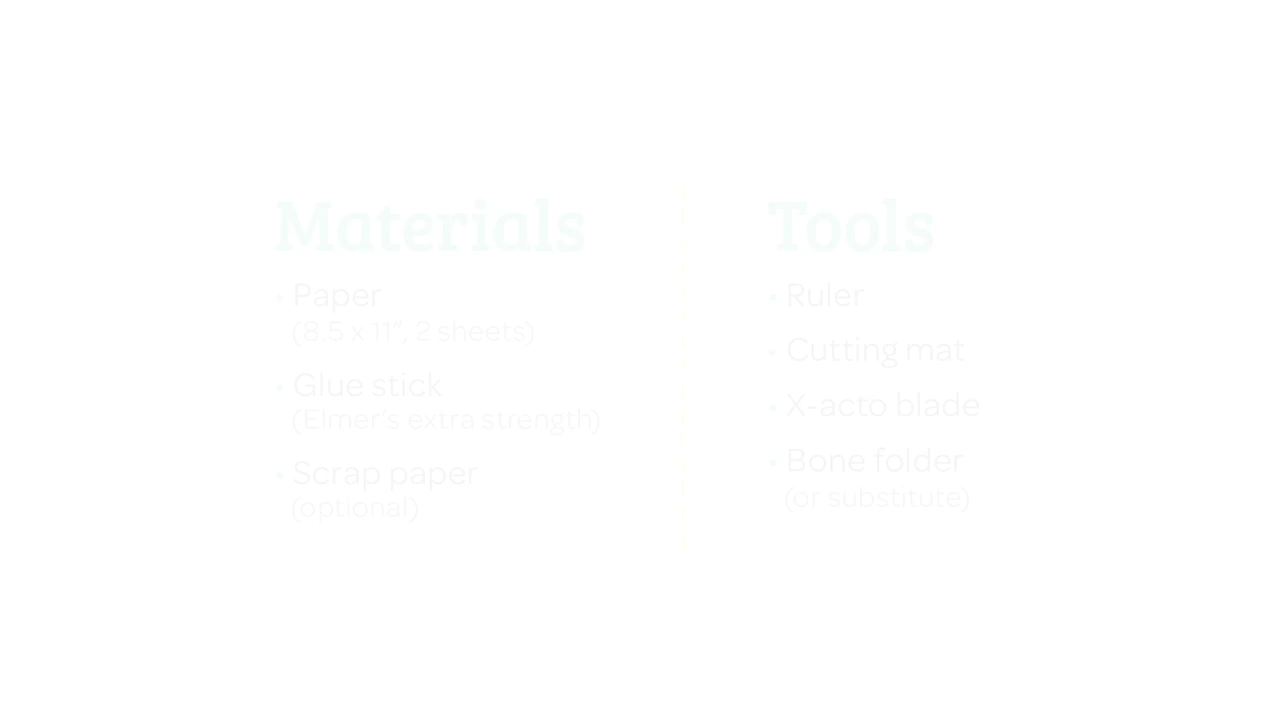 Materials
• Paper
(8.5 x 11”, 2 sheets)
• Glue stick
(Elmer’s extra strength)
• Scrap paper
(optional)
Tools
• Ruler
• Cutting mat
• X-acto blade
• Bone folder
(or substitute)